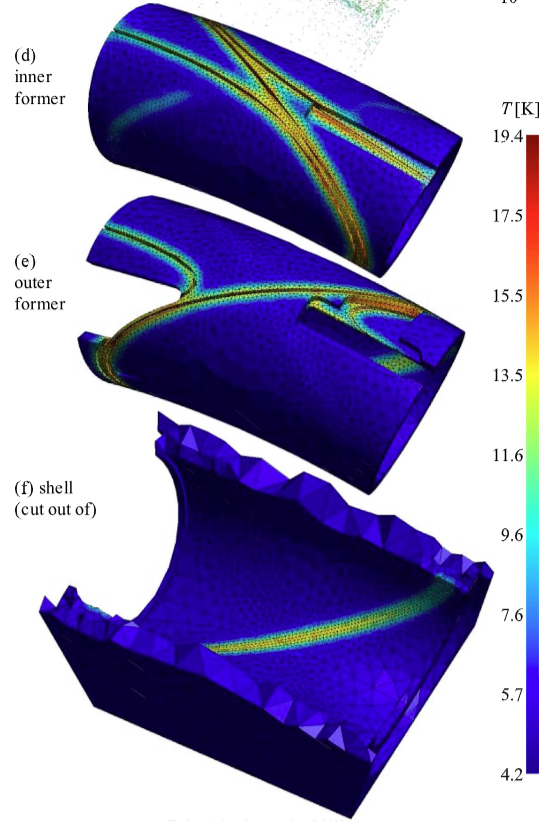 10
(d)
inner
former
T [K]
19.4
17.5
(e)
outer
former
15.5
13.5
11.6
(f) shell
(cut out of)
9.6
7.6
5.7
4.2